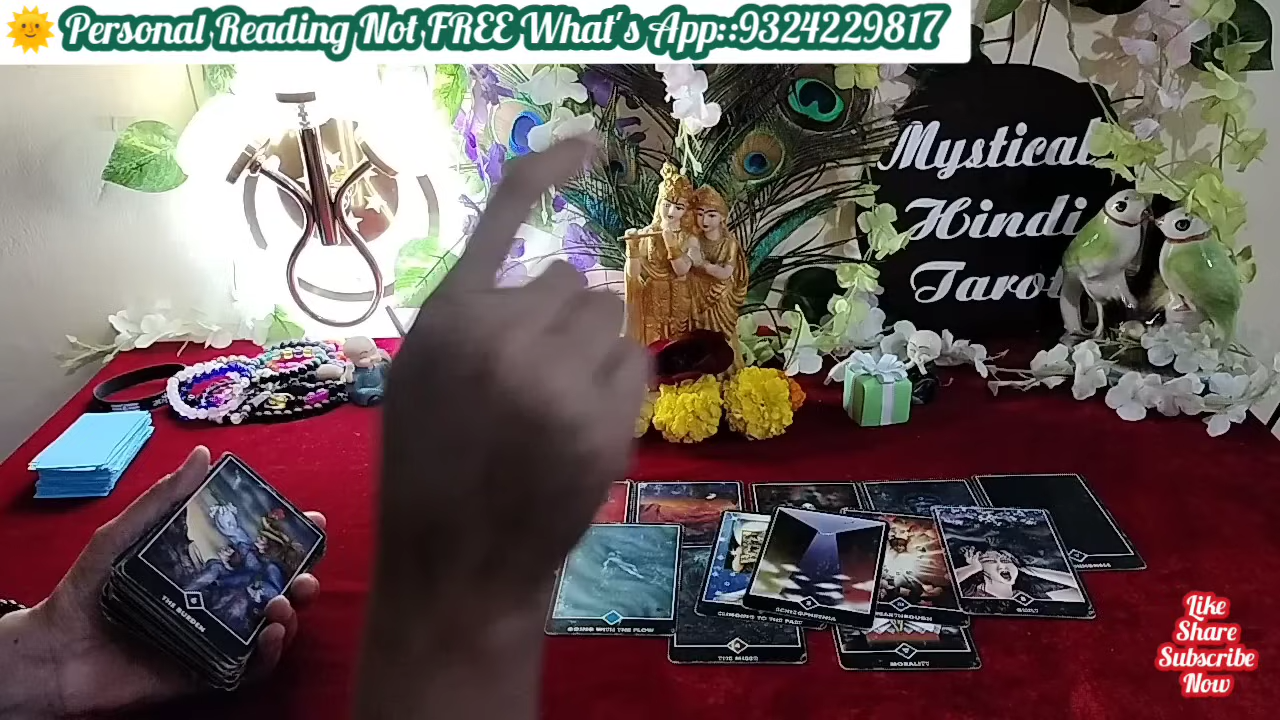 Personal Reading Not FREE What's App::9324229817
Mystical
Hindi
Tarot
THE BURDEN
GOING WITH THE FLOW
CLINGING TO THE PAST
SCHIZOPHRENIA
GUILT
THE MISER
MORALITY
Like
Share
Subscribe
Now